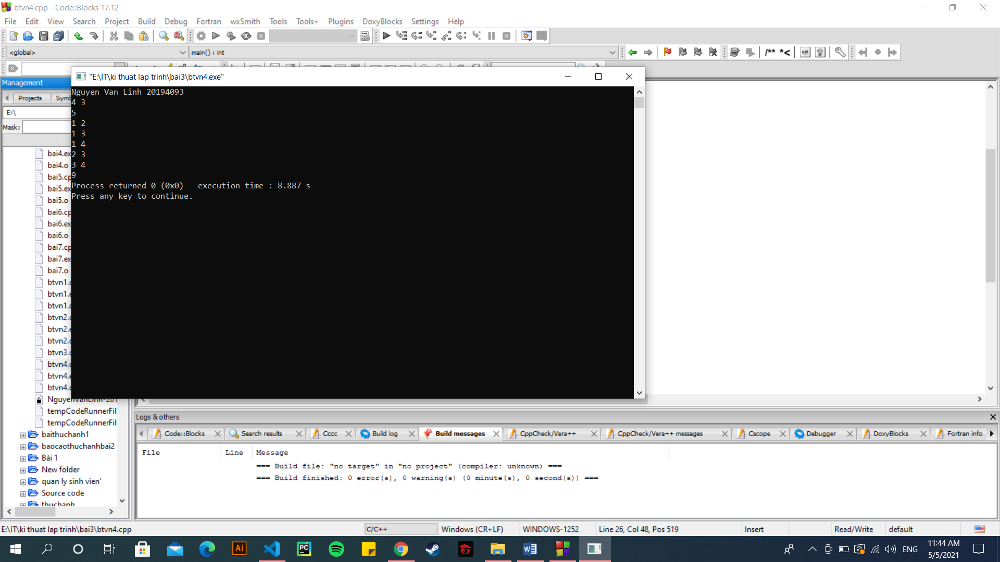 btvn4.cpp - Code::Blocks 17.12
File Edit View Search Project Build Debug Fortran wxSmith Tools Tools+ Plugins DoxyBlocks Settings Help
<global> main() : int
/** *<
"E:\IT\ki thuat lap trinh\bai3\btvn4.exe"
Nguyen Van Linh 20194093
4 3
5
1 2
1 3
1 4
2 3
3 4
9
Process returned 0 (0x0)   execution time : 8.887 s
Press any key to continue.
Management
Projects Symb
E:\
Mask:
bai4.ex
bai4.o
bai5.cp
bai5.ex
bai5.o
bai6.cp
bai6.ex
bai6.o
bai7.cp
bai7.ex
bai7.o
btvn1.c
btvn1.e
btvn1.o
btvn2.c
btvn2.e
btvn2.o
btvn3.c
btvn4.c
btvn4.e
btvn4.o
NguyenVanLinh-201
tempCodeRunnerFil
tempCodeRunnerFil
baithuchanh1
baocaothuchanhbai2
Bài 1
New folder
quan ly sinh vien'
Source code
thuchanh
Logs & others
Code::Blocks Search results Cccc Build log Build messages CppCheck/Vera++ CppCheck/Vera++ messages Cscope Debugger DoxyBlocks Fortran info
File Line Message
=== Build file: "no target" in "no project" (compiler: unknown) ===
=== Build finished: 0 error(s), 0 warning(s) (0 minute(s), 0 second(s)) ===
E:\IT\ki thuat lap trinh\bai3\btvn4.cpp C/C++ Windows (CR+LF) WINDOWS-1252 Line 26, Col 48, Pos 519 Insert Read/Write default
Ai PC ENG 11:44 AM
5/5/2021